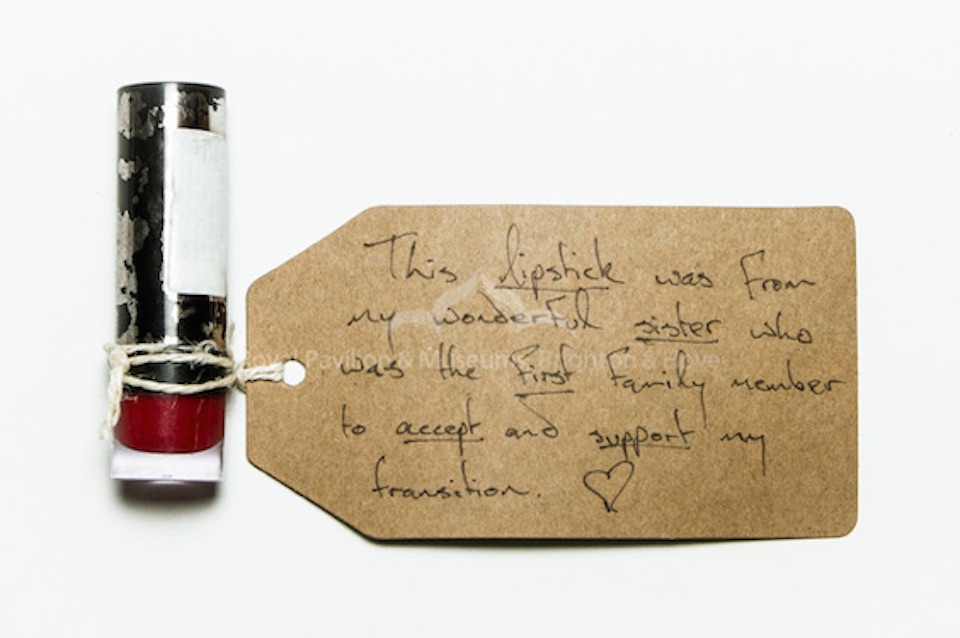 This lipstick was from
my wonderful sister who
Royal Pavilion & Museums, Brighton & Hove
was the first family member
to accept and support my
transition. ♡